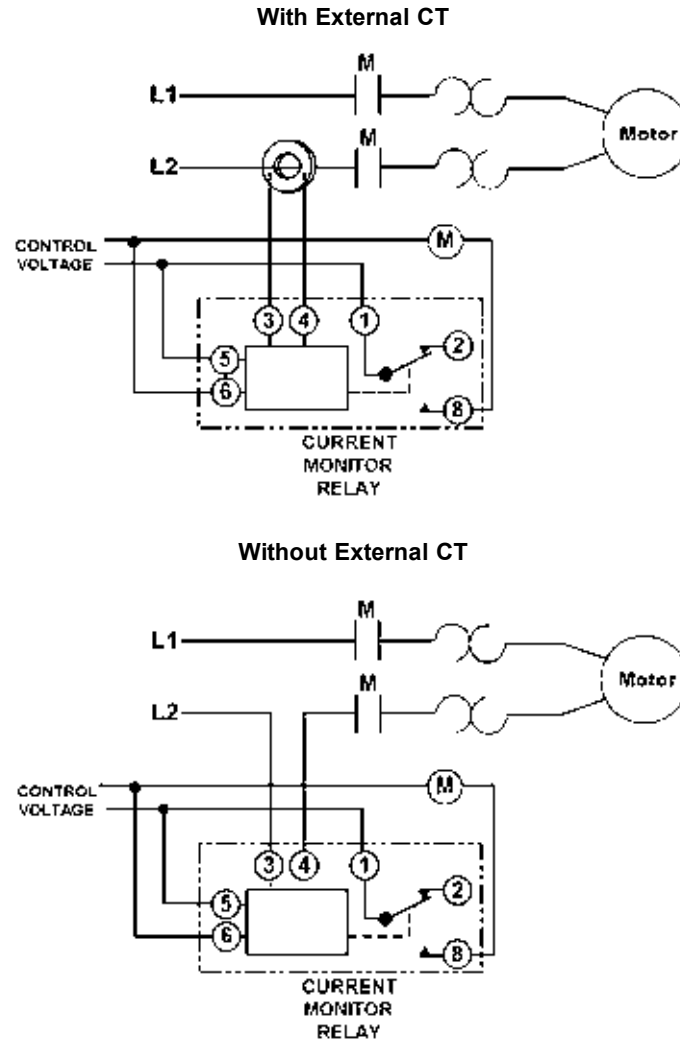 With External CT
M
L1
Motor
M
L2
CONTROL
VOLTAGE
M
3 4 1
2
5
6
8
CURRENT
MONITOR
RELAY
Without External CT
M
L1
Motor
M
L2
CONTROL
VOLTAGE
M
3 4 1
2
5
6
8
CURRENT
MONITOR
RELAY